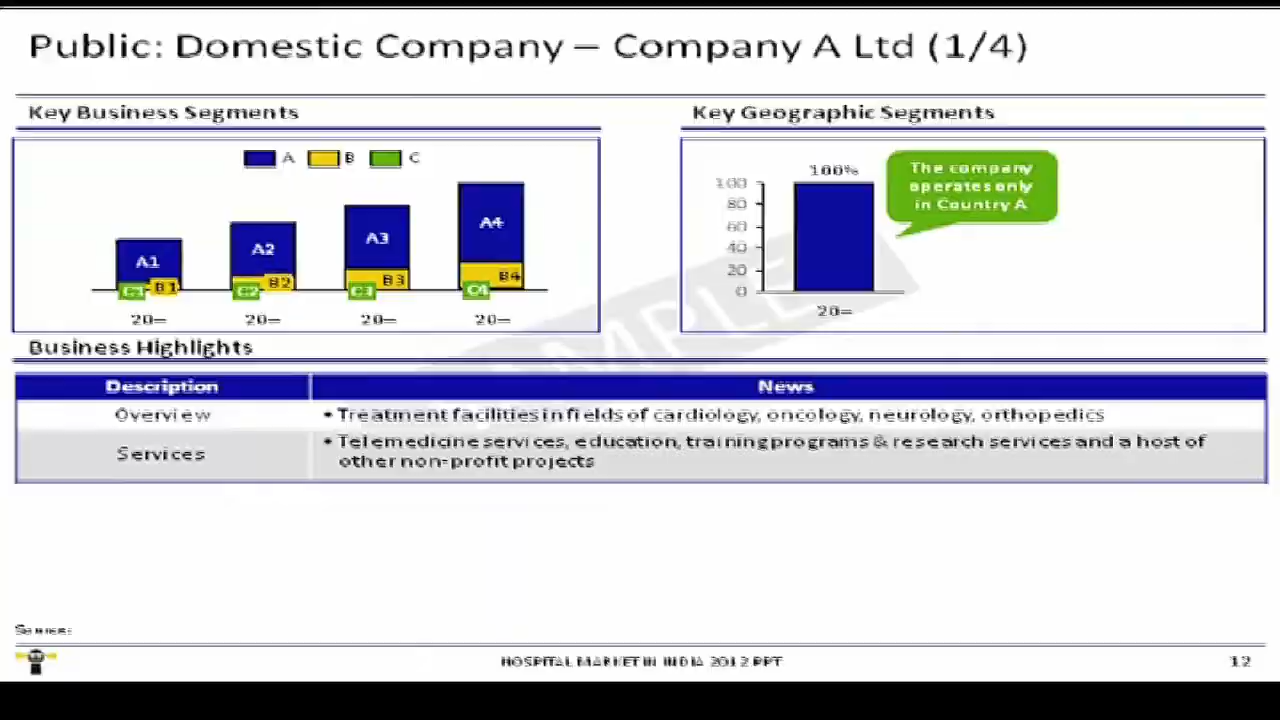 Public: Domestic Company – Company A Ltd (1/4)
Key Business Segments
Key Geographic Segments
A B C
A1 A2 A3 A4
B1 B2 B3 B4
C1 C2 C3 C4
20-- 20-- 20-- 20--
100%
The company
operates only
in Country A
100
80
60
40
20
0
20--
Business Highlights
Description News
Overview • Treatment facilities in fields of cardiology, oncology, neurology, orthopedics
Services • Telemedicine services, education, training programs & research services and a host of
other non-profit projects
Source:
HOSPITAL MARKET IN INDIA 2012.PPT
12